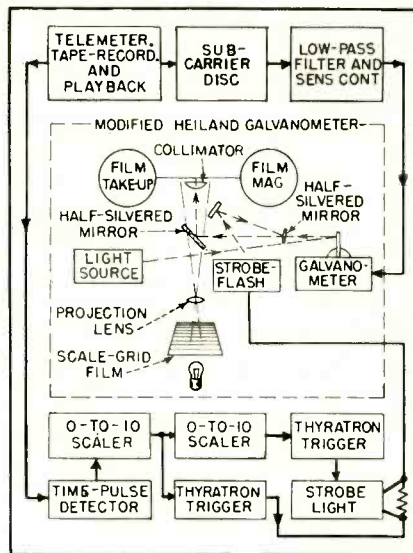 TELEMETER,
TAPE-RECORD.
AND
PLAYBACK
SUB-
CARRIER
DISC
LOW-PASS
FILTER AND
SENS CONT
MODIFIED HEILAND GALVANOMETER
COLLIMATOR
FILM
TAKE-UP
FILM
MAG
HALF-
SILVERED
MIRROR
HALF-SILVERED
MIRROR
LIGHT
SOURCE
STROBE-
FLASH
GALVANO-
METER
PROJECTION
LENS
SCALE-GRID
FILM
0-TO-10
SCALER
0-TO-10
SCALER
THYRATRON
TRIGGER
TIME-PULSE
DETECTOR
THYRATRON
TRIGGER
STROBE
LIGHT